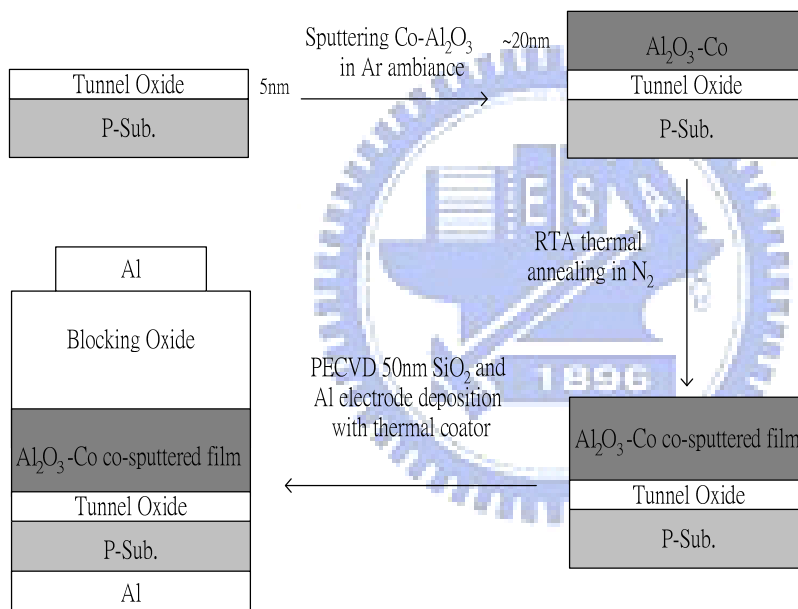 Tunnel Oxide
P-Sub.
5nm
Sputtering Co-Al₂O₃
in Ar ambiance
~20nm
Al₂O₃-Co
Tunnel Oxide
P-Sub.
RTA thermal
annealing in N₂
Al₂O₃-Co co-sputtered film
Tunnel Oxide
P-Sub.
PECVD 50nm SiO₂ and
Al electrode deposition
with thermal coator
Al
Blocking Oxide
Al₂O₃-Co co-sputtered film
Tunnel Oxide
P-Sub.
Al
ESA
1896